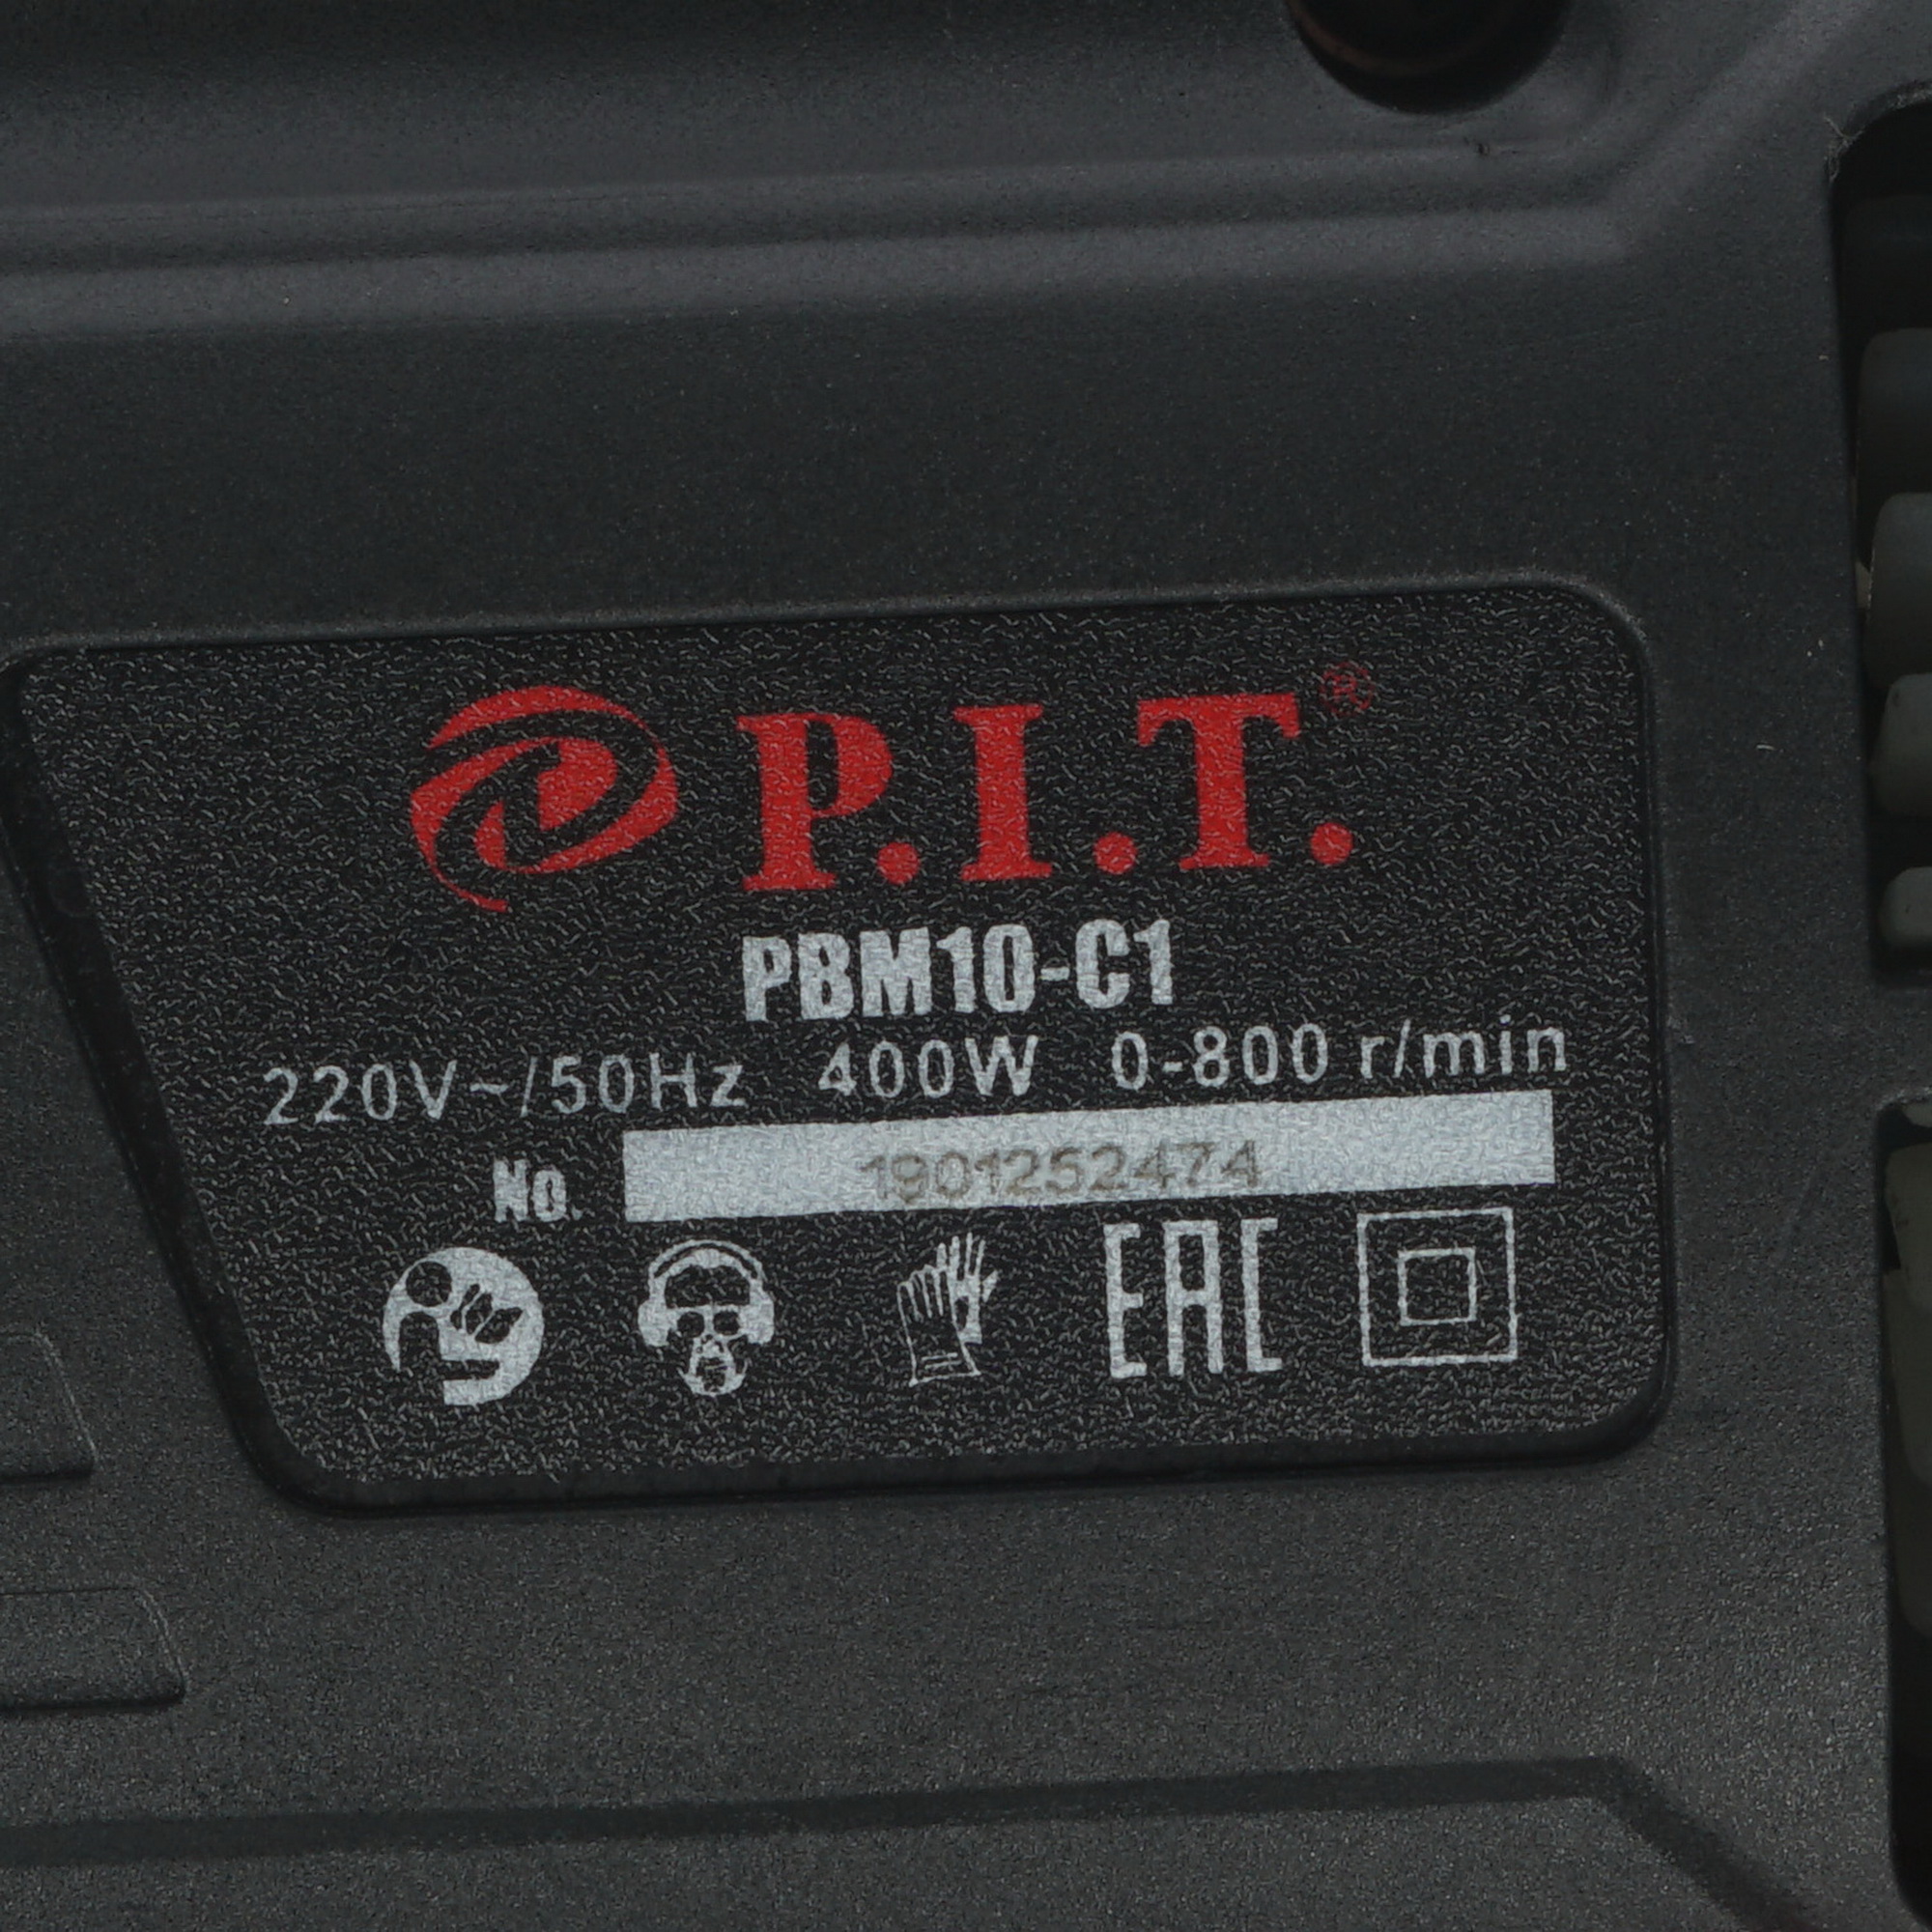 P.I.T.®
PBM10-C1
220V~/50Hz 400W 0-800 r/min
No. 1901252474
EAC